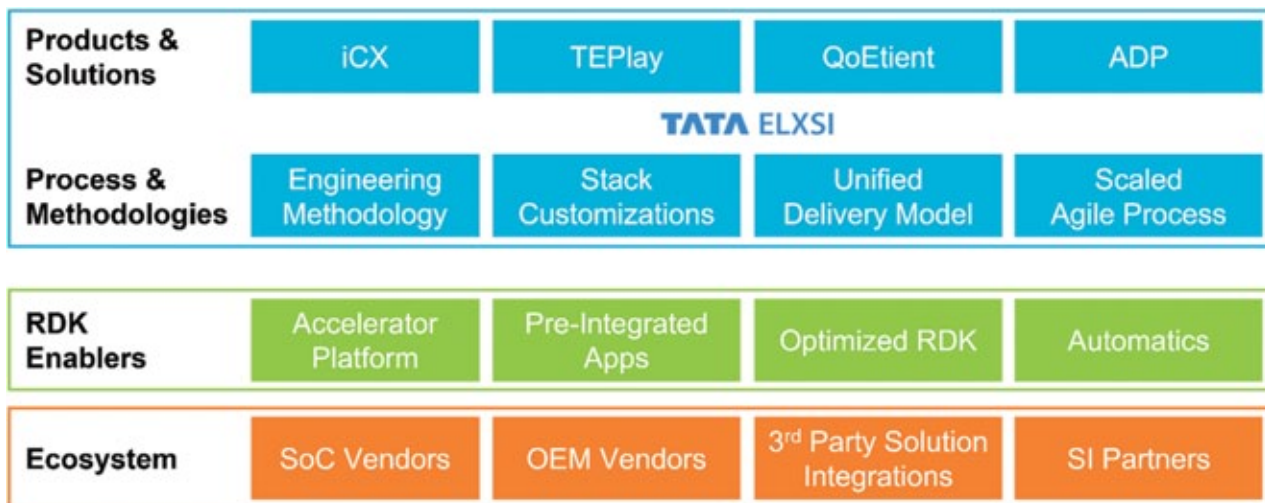 Products &
Solutions
iCX
TEPlay
QoEtient
ADP
TATA ELXSI
Process &
Methodologies
Engineering
Methodology
Stack
Customizations
Unified
Delivery Model
Scaled
Agile Process
RDK
Enablers
Accelerator
Platform
Pre-Integrated
Apps
Optimized RDK
Automatics
Ecosystem
SoC Vendors
OEM Vendors
3rd Party Solution
Integrations
SI Partners